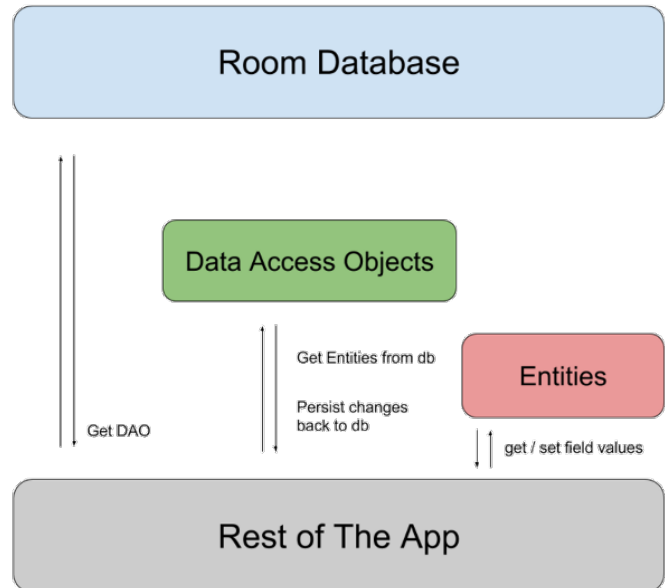 Room Database
Data Access Objects
Get Entities from db
Persist changes
back to db
Entities
Get DAO
get / set field values
Rest of The App